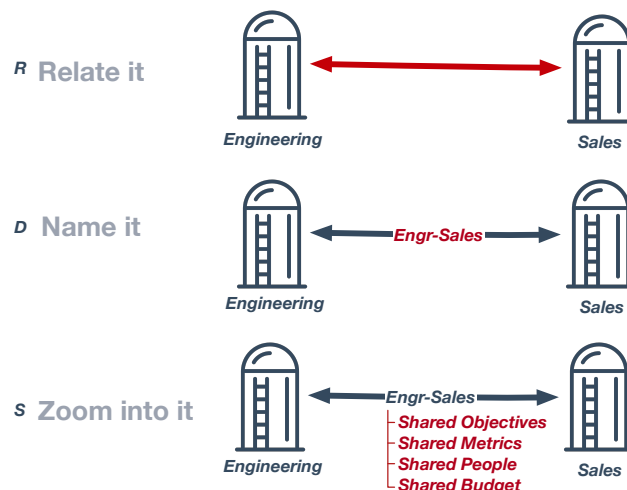 R Relate it
Engineering
Sales
D Name it
Engr-Sales
Engineering
Sales
S Zoom into it
Engr-Sales
Shared Objectives
Shared Metrics
Shared People
Shared Budget
Engineering
Sales